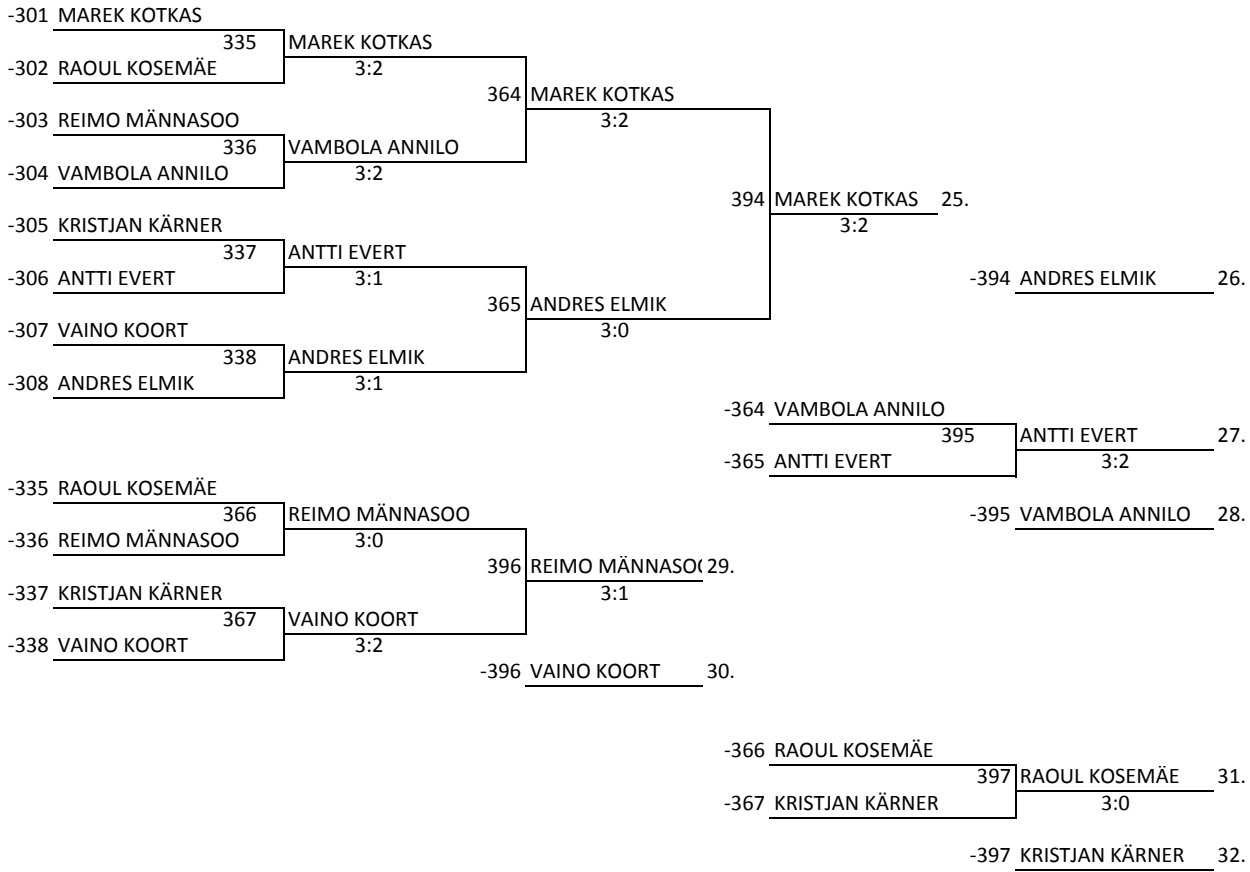 -301 MAREK KOTKAS
335 MAREK KOTKAS
-302 RAOUL KOSEMÄE 3:2
364 MAREK KOTKAS
-303 REIMO MÄNNASOO 3:2
336 VAMBOLA ANNILO
-304 VAMBOLA ANNILO 3:2
394 MAREK KOTKAS 25.
-305 KRISTJAN KÄRNER 3:2
337 ANTTI EVERT
-306 ANTTI EVERT 3:1 -394 ANDRES ELMIK 26.
365 ANDRES ELMIK
-307 VAINO KOORT 3:0
338 ANDRES ELMIK
-308 ANDRES ELMIK 3:1
-364 VAMBOLA ANNILO
395 ANTTI EVERT 27.
-365 ANTTI EVERT 3:2
-335 RAOUL KOSEMÄE
366 REIMO MÄNNASOO -395 VAMBOLA ANNILO 28.
-336 REIMO MÄNNASOO 3:0
396 REIMO MÄNNASO 29.
-337 KRISTJAN KÄRNER 3:1
367 VAINO KOORT
-338 VAINO KOORT 3:2
-396 VAINO KOORT 30.
-366 RAOUL KOSEMÄE
397 RAOUL KOSEMÄE 31.
-367 KRISTJAN KÄRNER 3:0
-397 KRISTJAN KÄRNER 32.